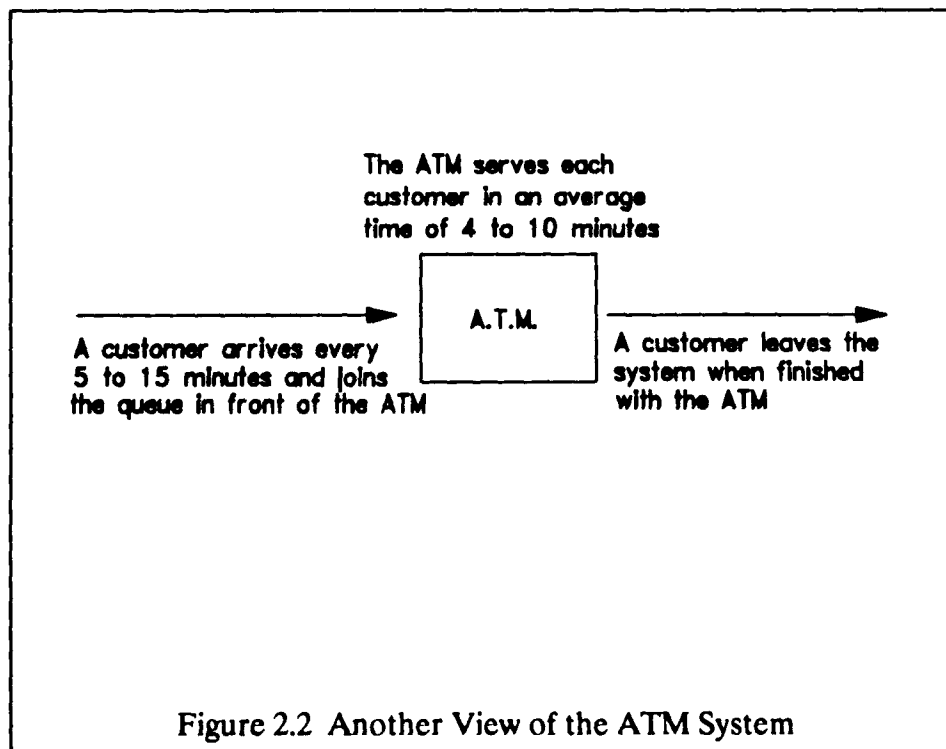 The ATM serves each
customer in an average
time of 4 to 10 minutes
A.T.M.
A customer arrives every
5 to 15 minutes and joins
the queue in front of the ATM
A customer leaves the
system when finished
with the ATM
Figure 2.2 Another View of the ATM System